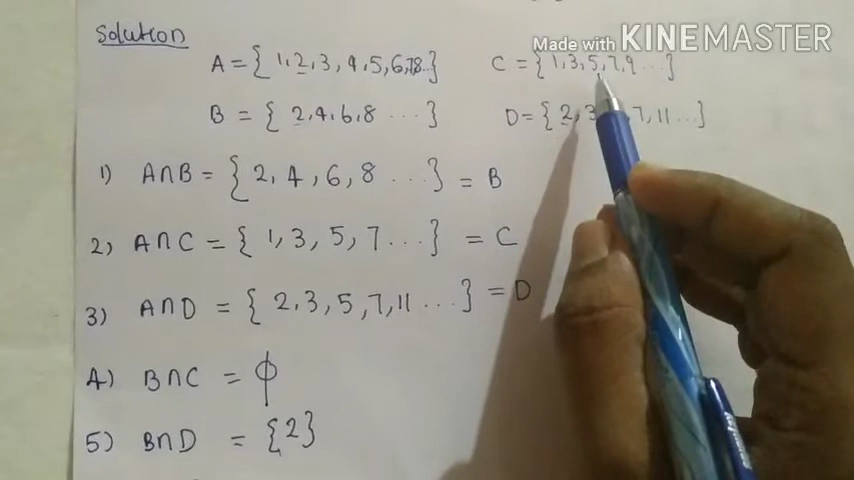 Solution
Made with KINEMASTER
A = { 1, 2, 3, 4, 5, 6, 7 8.. }
C = { 1, 3, 5, 7, 9 ... }
B = { 2, 4, 6, 8 ... }
D = { 2, 3 7, 11 ... }
1) A∩B = { 2, 4, 6, 8 ... } = B
2) A∩C = { 1, 3, 5, 7 ... } = C
3) A∩D = { 2, 3, 5, 7, 11 ... } = D
4) B∩C = ϕ
5) B∩D = {2}